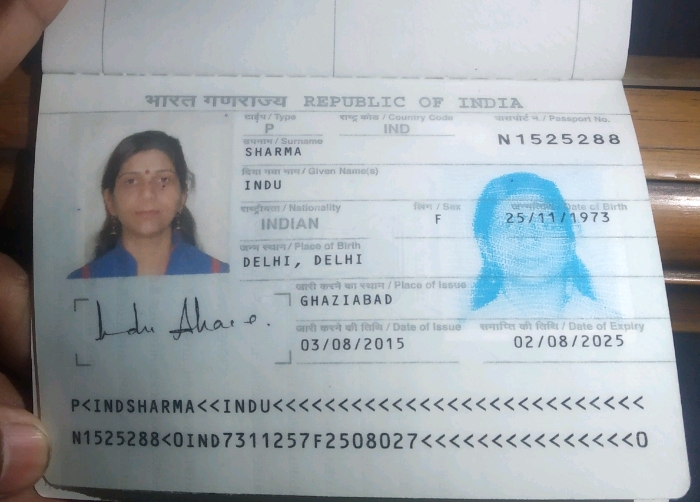 भारत गणराज्य REPUBLIC OF INDIA
टाईप / Type राष्ट्र कोड / Country Code पासपोर्ट नं. / Passport No.
P IND N1525288
उपनाम / Surname
SHARMA
दिया गया नाम / Given Name(s)
INDU
राष्ट्रीयता / Nationality लिंग / Sex जन्मतिथि / Date of Birth
INDIAN F 25/11/1973
जन्म स्थान / Place of Birth
DELHI, DELHI
जारी करने का स्थान / Place of Issue
GHAZIABAD
जारी करने की तिथि / Date of Issue समाप्ति की तिथि / Date of Expiry
03/08/2015 02/08/2025
P<INDSHARMA<<INDU<<<<<<<<<<<<<<<<<<<<<<<<<<<
N1525288<0IND7311257F2508027<<<<<<<<<<<<<<<0